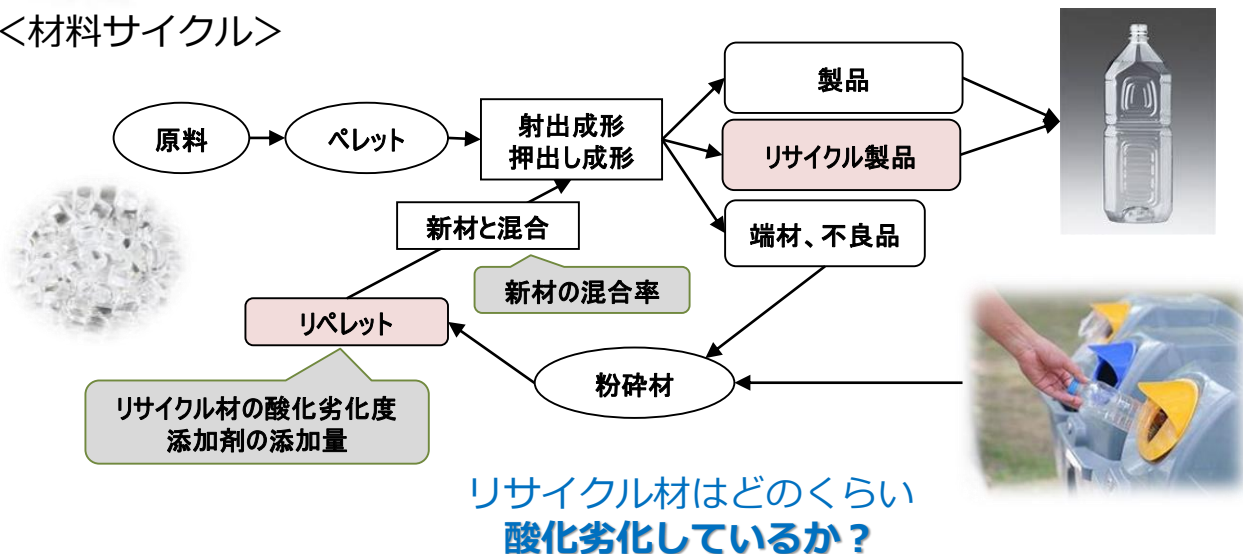 <材料サイクル>
原料
ペレット
射出成形
押出し成形
製品
リサイクル製品
端材、不良品
新材と混合
新材の混合率
リペレット
粉砕材
リサイクル材の酸化劣化度
添加剤の添加量
リサイクル材はどのくらい
酸化劣化しているか？